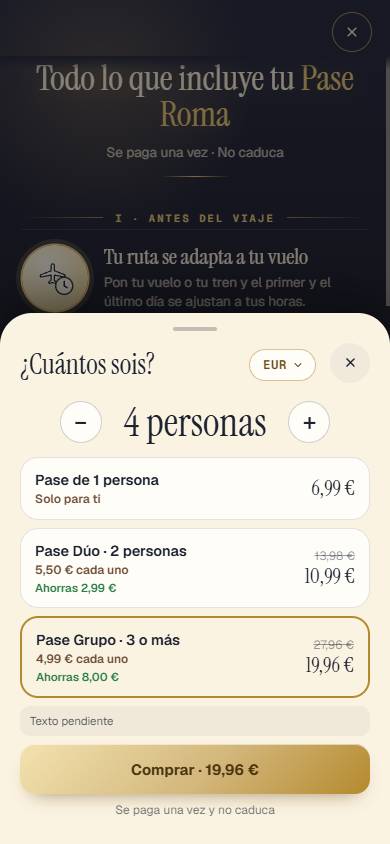 Todo lo que incluye tu Pase
Roma
Se paga una vez · No caduca
I · ANTES DEL VIAJE
Tu ruta se adapta a tu vuelo
Pon tu vuelo o tu tren y el primer y el
último día se ajustan a tus horas.
¿Cuántos sois?
EUR
4 personas
Pase de 1 persona
Solo para ti
6,99 €
Pase Dúo · 2 personas
5,50 € cada uno
Ahorras 2,99 €
13,98 €
10,99 €
Pase Grupo · 3 o más
4,99 € cada uno
Ahorras 8,00 €
27,96 €
19,96 €
Texto pendiente
Comprar · 19,96 €
Se paga una vez y no caduca